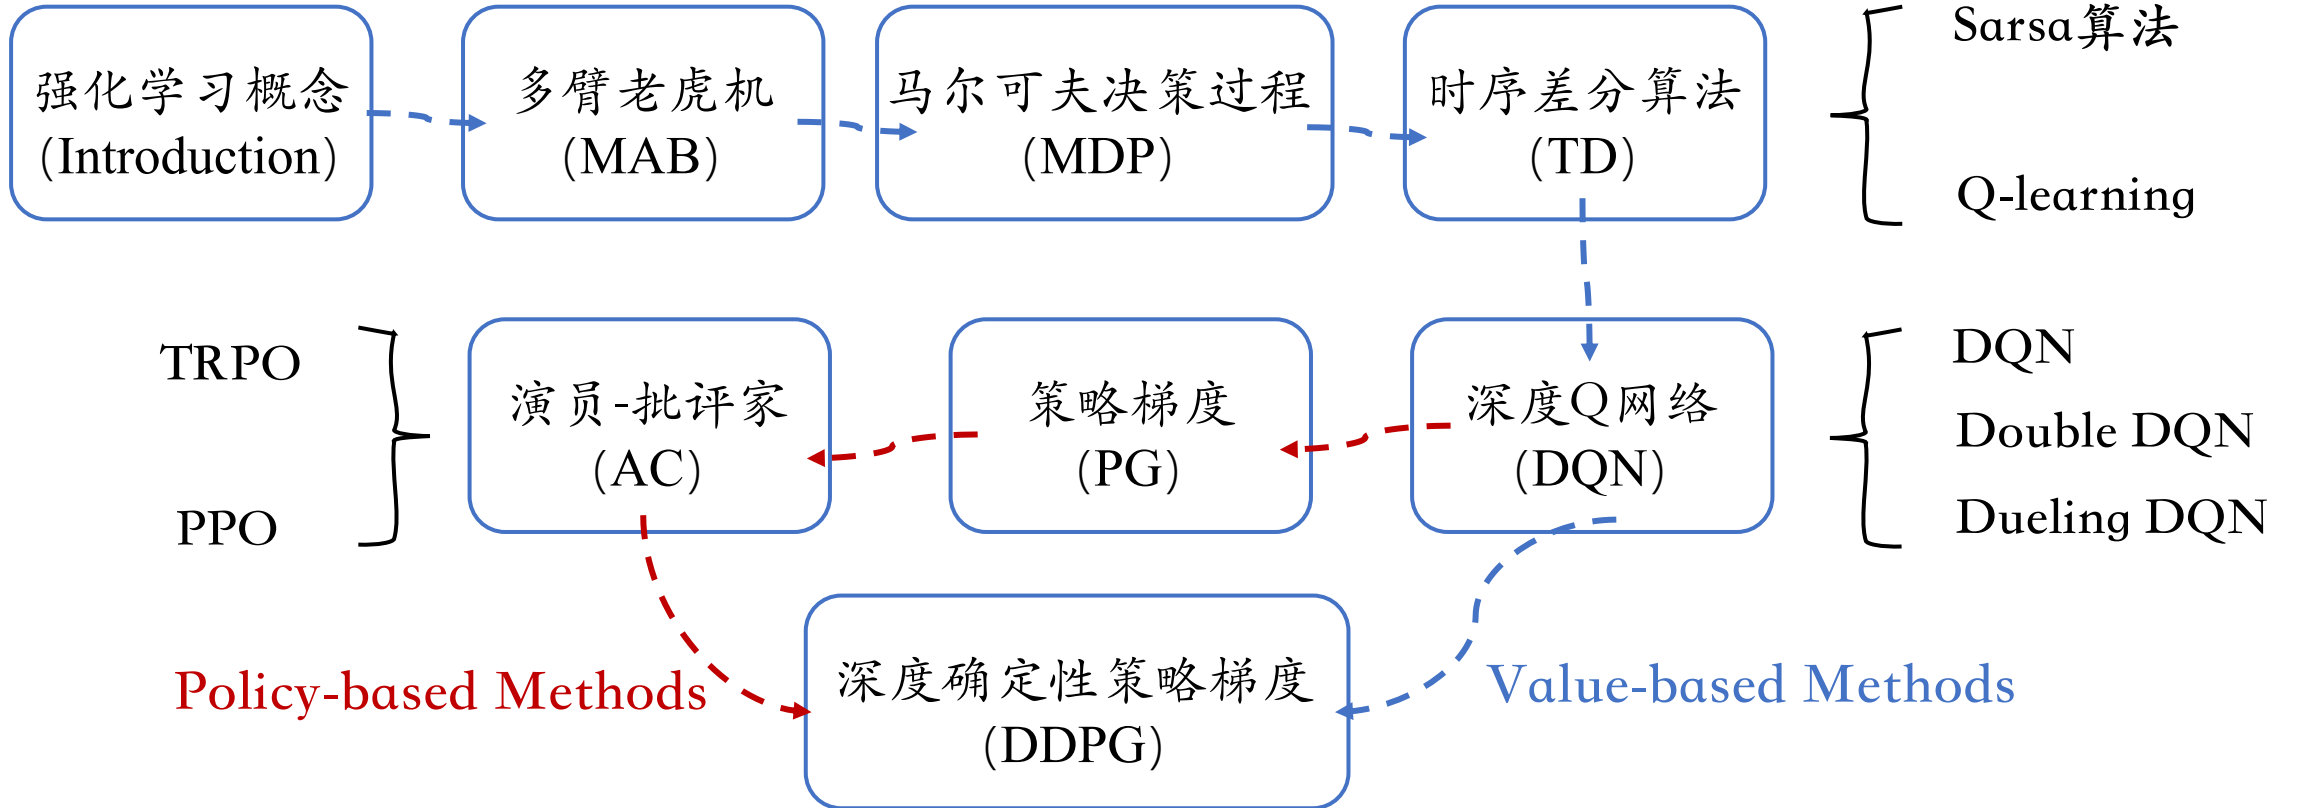 强化学习概念
(Introduction)
多臂老虎机
(MAB)
马尔可夫决策过程
(MDP)
时序差分算法
(TD)
Sarsa算法
Q-learning
TRPO
PPO
演员-批评家
(AC)
策略梯度
(PG)
深度Q网络
(DQN)
DQN
Double DQN
Dueling DQN
Policy-based Methods
深度确定性策略梯度
(DDPG)
Value-based Methods